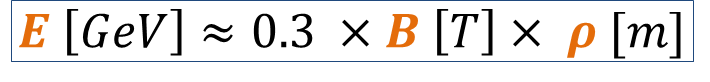 E [GeV] ≈ 0.3 × B [T] × ρ [m]